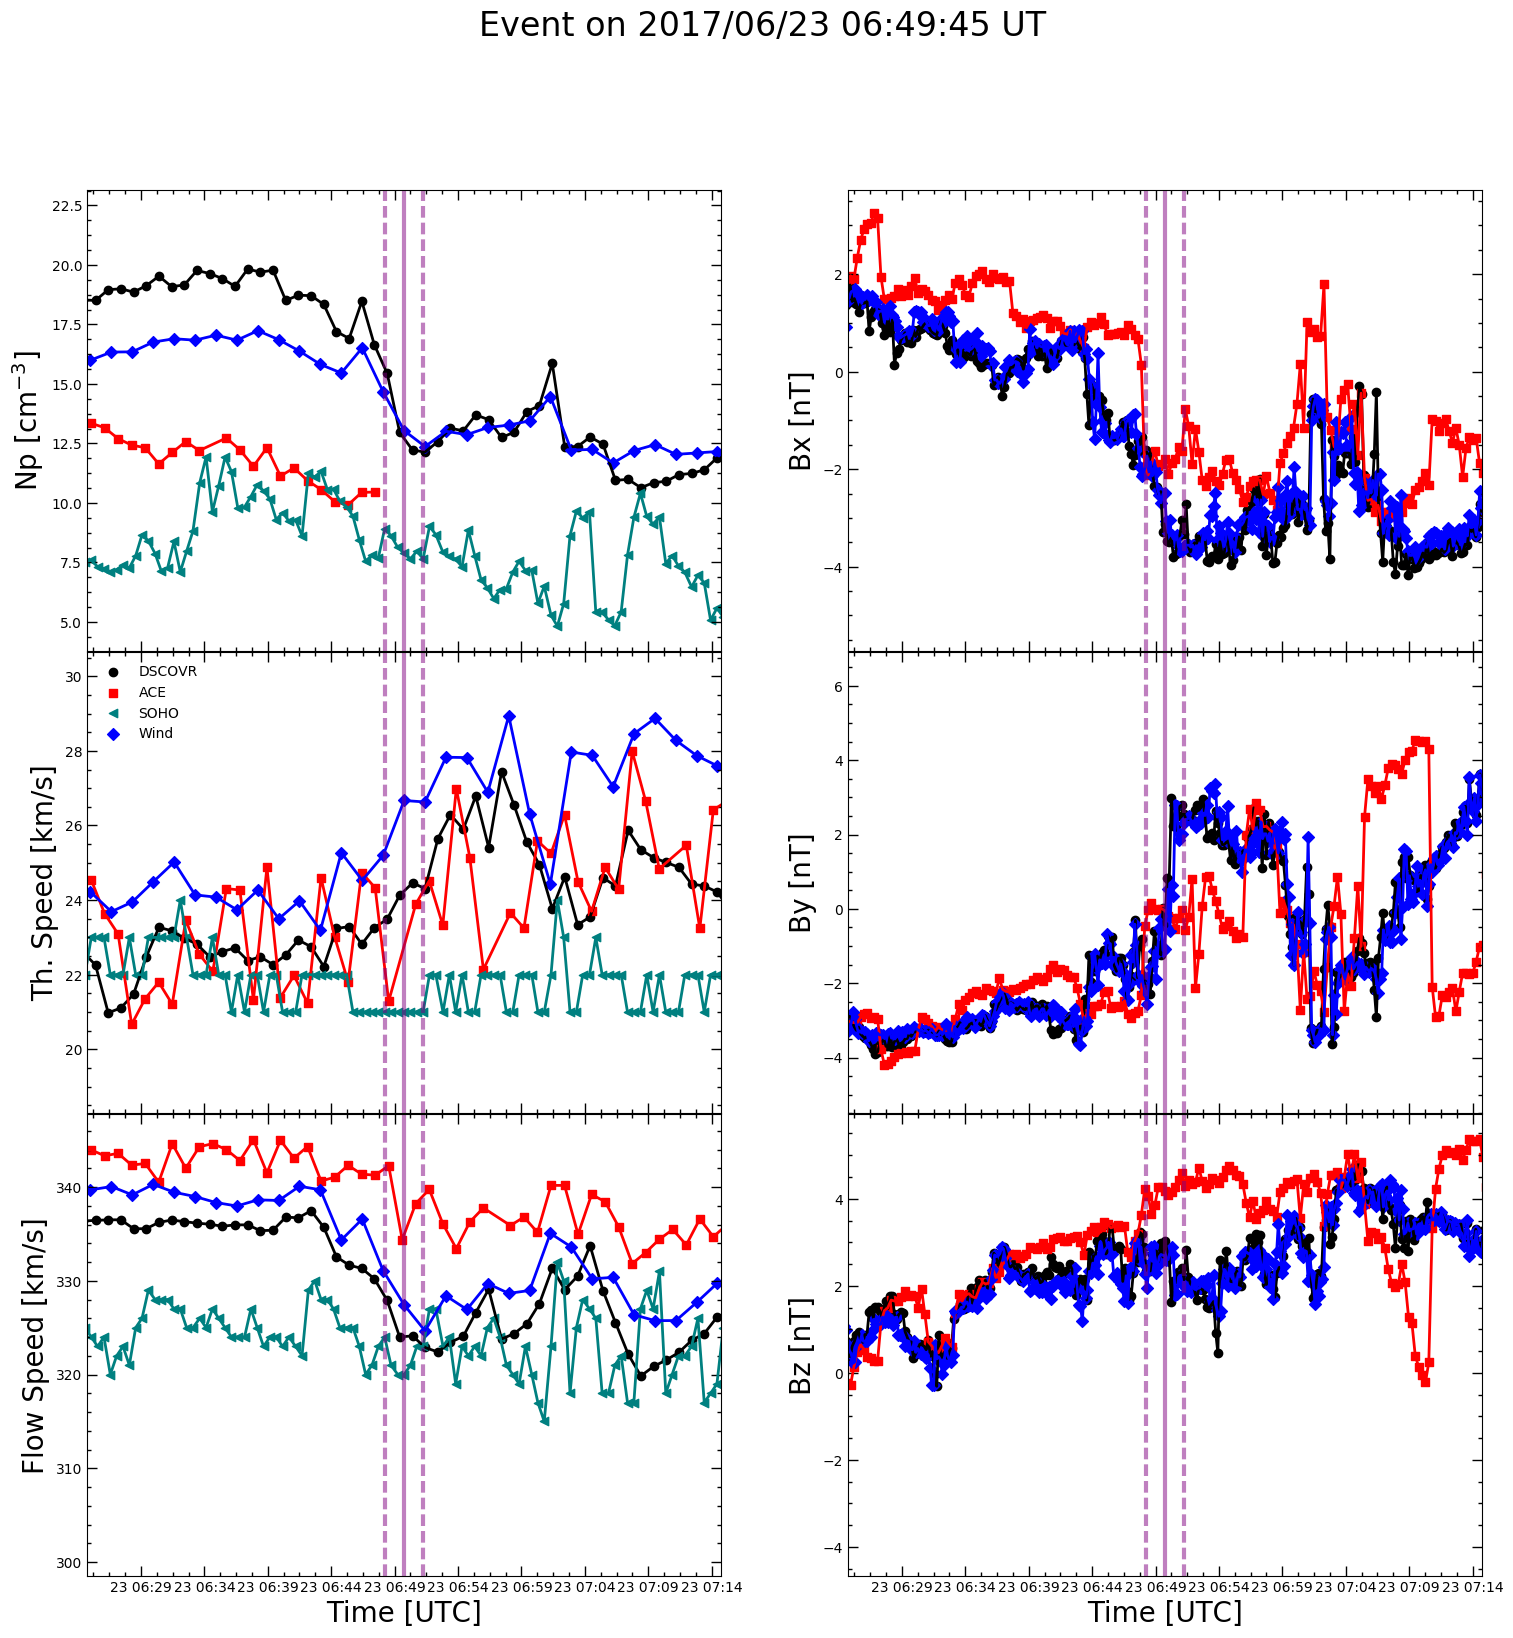 Event on 2017/06/23 06:49:45 UT
Np [cm⁻³]
22.5
20.0
17.5
15.0
12.5
10.0
7.5
5.0
Bx [nT]
2
0
−2
−4
Th. Speed [km/s]
30
28
26
24
22
20
DSCOVR
ACE
SOHO
Wind
By [nT]
6
4
2
0
−2
−4
Flow Speed [km/s]
340
330
320
310
300
Bz [nT]
4
2
0
−2
−4
23 06:29 23 06:34 23 06:39 23 06:44 23 06:49 23 06:54 23 06:59 23 07:04 23 07:09 23 07:14
Time [UTC]
23 06:29 23 06:34 23 06:39 23 06:44 23 06:49 23 06:54 23 06:59 23 07:04 23 07:09 23 07:14
Time [UTC]